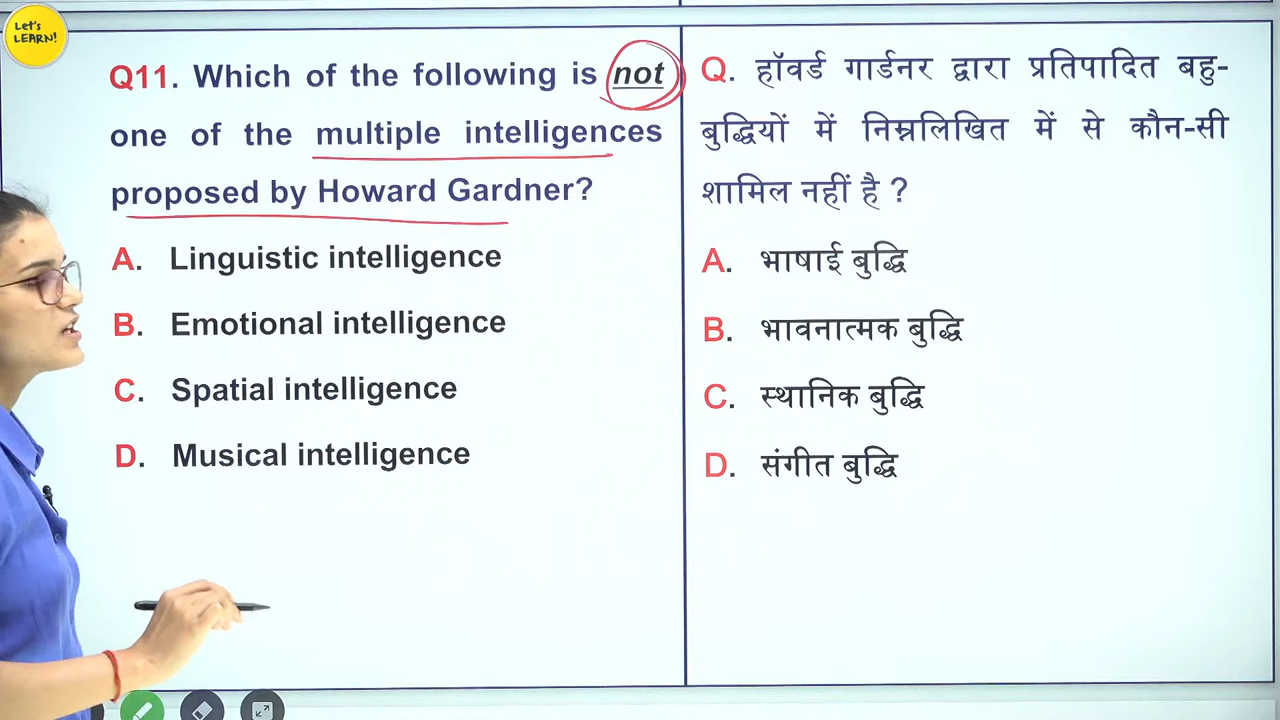 Let's
LEARN!
Q11. Which of the following is not
one of the multiple intelligences
proposed by Howard Gardner?
A. Linguistic intelligence
B. Emotional intelligence
C. Spatial intelligence
D. Musical intelligence
Q. हॉवर्ड गार्डनर द्वारा प्रतिपादित बहु-
बुद्धियों में निम्नलिखित में से कौन-सी
शामिल नहीं है ?
A. भाषाई बुद्धि
B. भावनात्मक बुद्धि
C. स्थानिक बुद्धि
D. संगीत बुद्धि